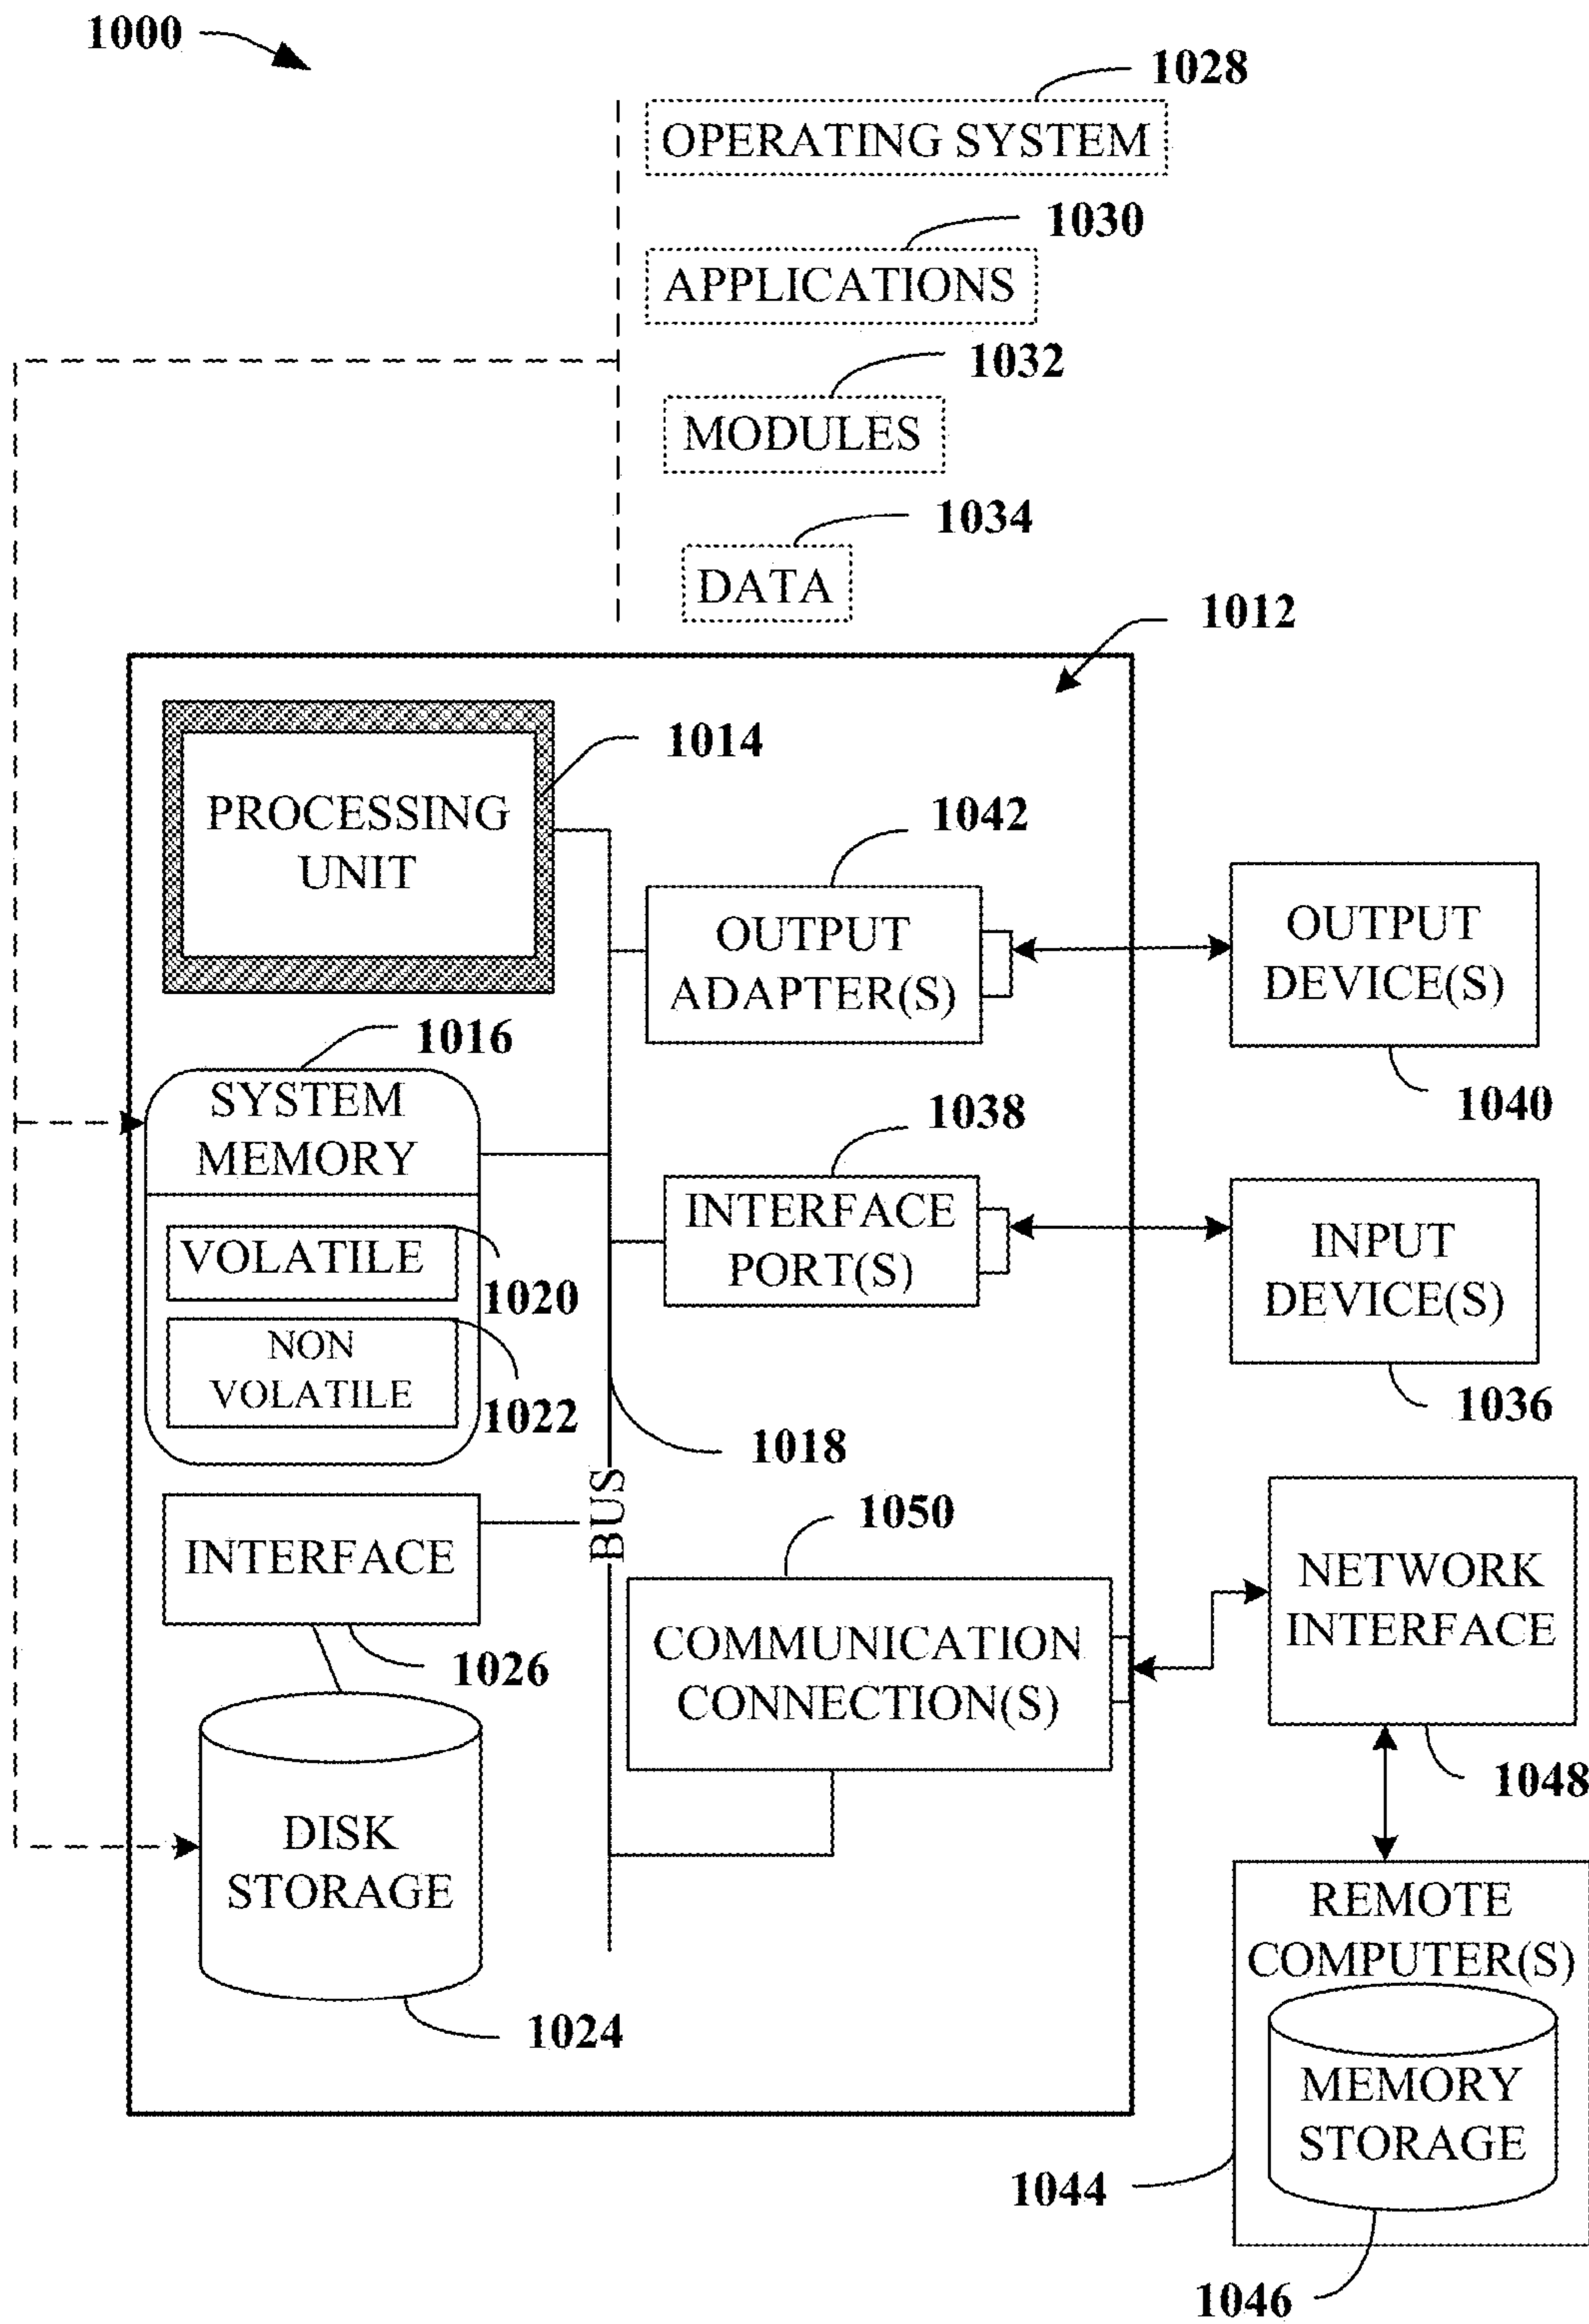 1000
1028
OPERATING SYSTEM
1030
APPLICATIONS
1032
MODULES
1034
DATA
1012
1014
PROCESSING
UNIT
1042
OUTPUT
ADAPTER(S)
OUTPUT
DEVICE(S)
1040
1016
SYSTEM
MEMORY
VOLATILE
1020
NON
VOLATILE
1022
1038
INTERFACE
PORT(S)
INPUT
DEVICE(S)
1036
1018
BUS
INTERFACE
1026
1050
COMMUNICATION
CONNECTION(S)
NETWORK
INTERFACE
1048
DISK
STORAGE
1024
REMOTE
COMPUTER(S)
MEMORY
STORAGE
1044
1046